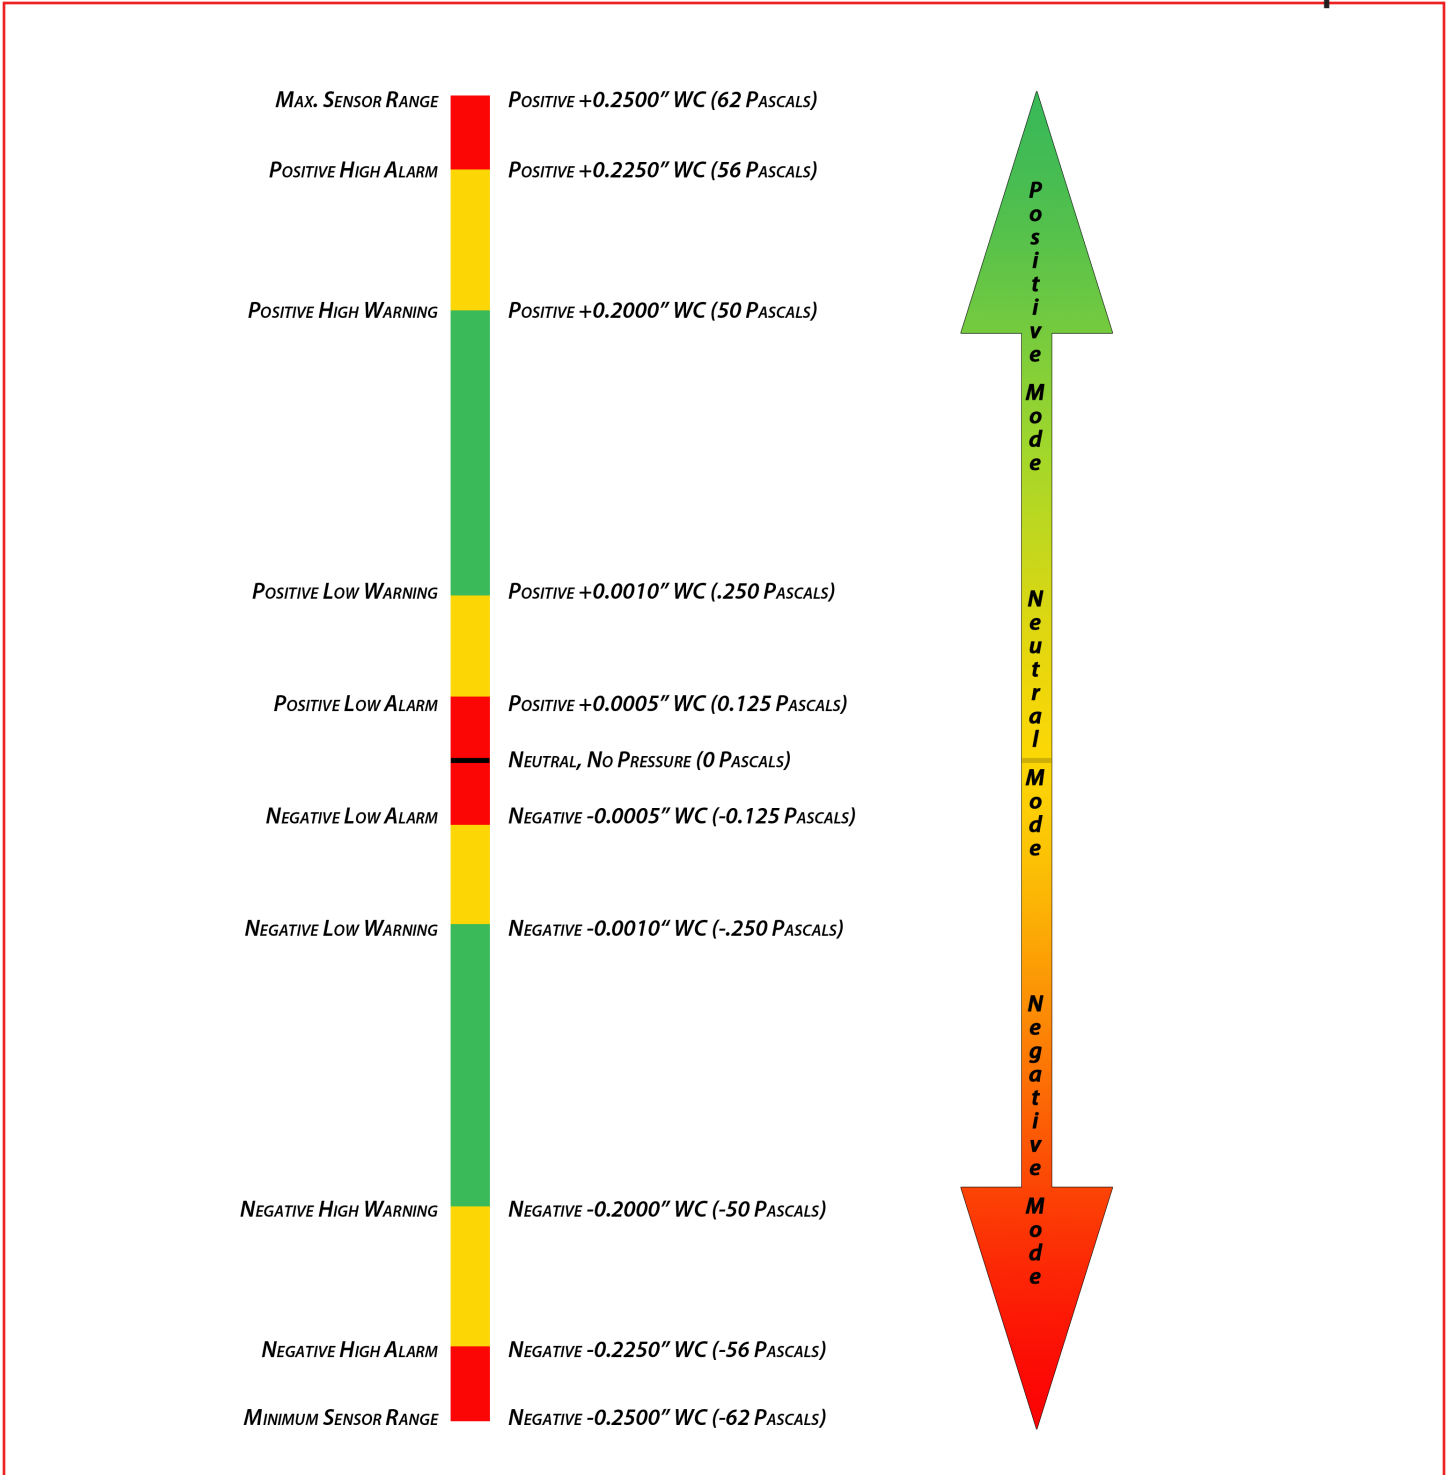 Max. Sensor Range Positive +0.2500" WC (62 Pascals)
Positive High Alarm Positive +0.2250" WC (56 Pascals)
Positive High Warning Positive +0.2000" WC (50 Pascals)
Positive Low Warning Positive +0.0010" WC (.250 Pascals)
Positive Low Alarm Positive +0.0005" WC (0.125 Pascals)
Neutral, No Pressure (0 Pascals)
Negative Low Alarm Negative -0.0005" WC (-0.125 Pascals)
Negative Low Warning Negative -0.0010" WC (-.250 Pascals)
Negative High Warning Negative -0.2000" WC (-50 Pascals)
Negative High Alarm Negative -0.2250" WC (-56 Pascals)
Minimum Sensor Range Negative -0.2500" WC (-62 Pascals)
Positive Mode
Neutral Mode
Negative Mode